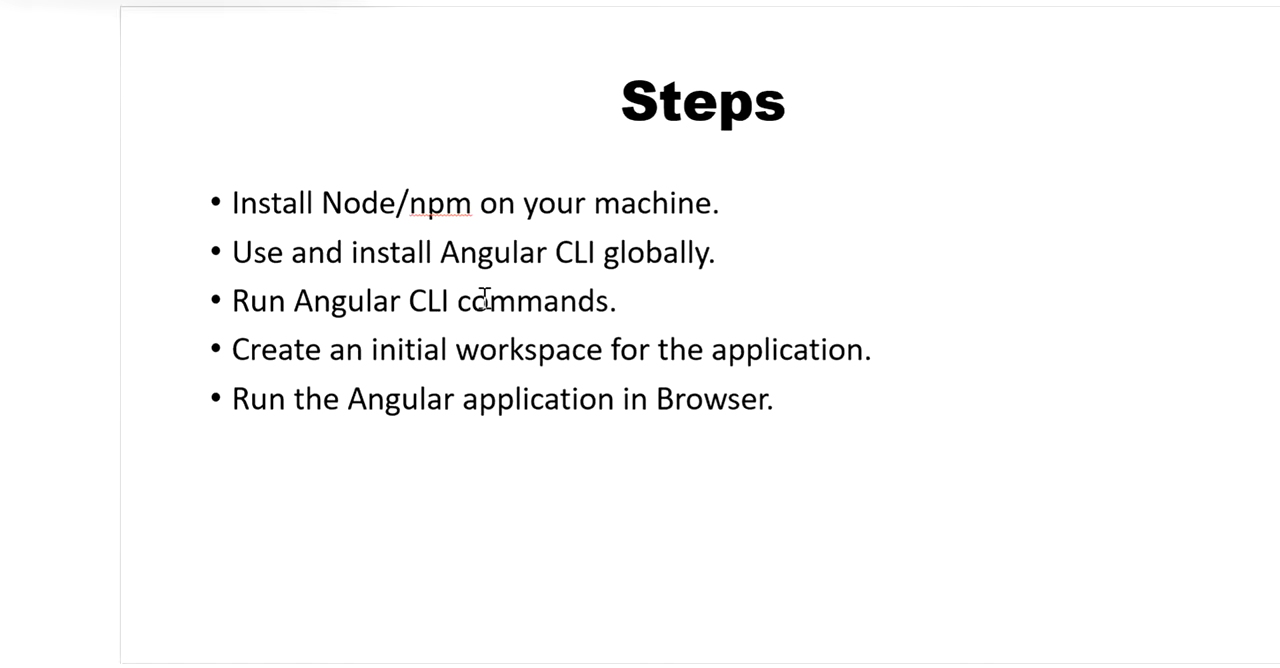 Steps
• Install Node/npm on your machine.
• Use and install Angular CLI globally.
• Run Angular CLI commands.
• Create an initial workspace for the application.
• Run the Angular application in Browser.